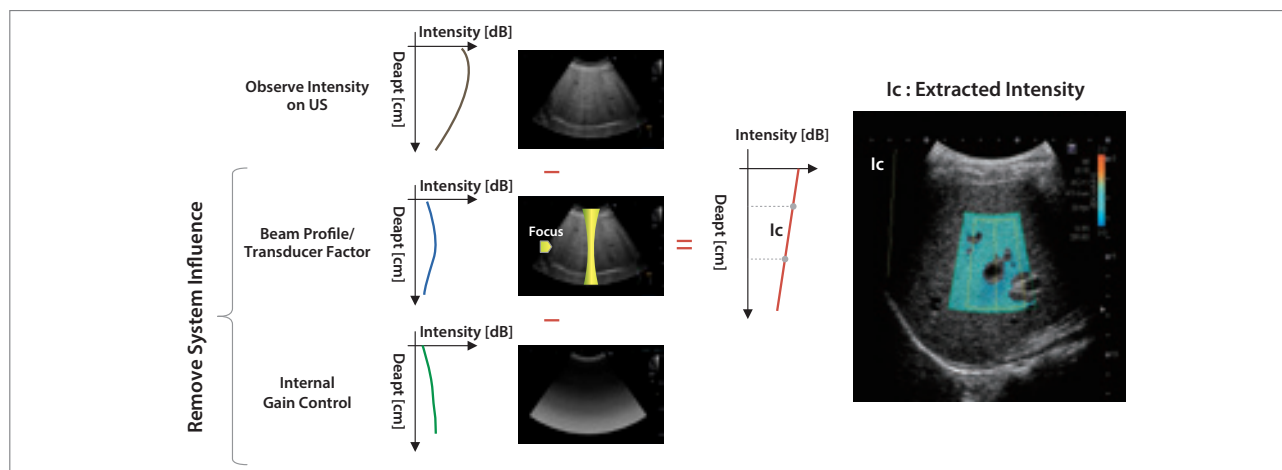 Intensity [dB]
Deapt [cm]
Observe Intensity
on US
Remove System Influence
Intensity [dB]
Deapt [cm]
Beam Profile/
Transducer Factor
Focus
Intensity [dB]
Deapt [cm]
Internal
Gain Control
–
–
=
Intensity [dB]
Deapt [cm]
Ic
Ic : Extracted Intensity
Ic